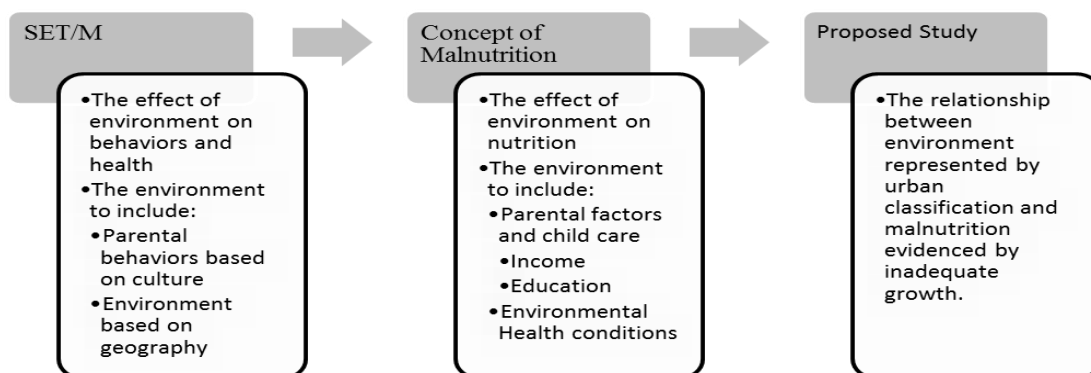 SET/M
•The effect of
environment on
behaviors and
health
•The environment
to include:
•Parental
behaviors based
on culture
•Environment
based on
geography
Concept of
Malnutrition
•The effect of
environment on
nutrition
•The environment
to include:
•Parental factors
and child care
•Income
•Education
•Environmental
Health conditions
Proposed Study
•The relationship
between
environment
represented by
urban
classification and
malnutrition
evidenced by
inadequate
growth.